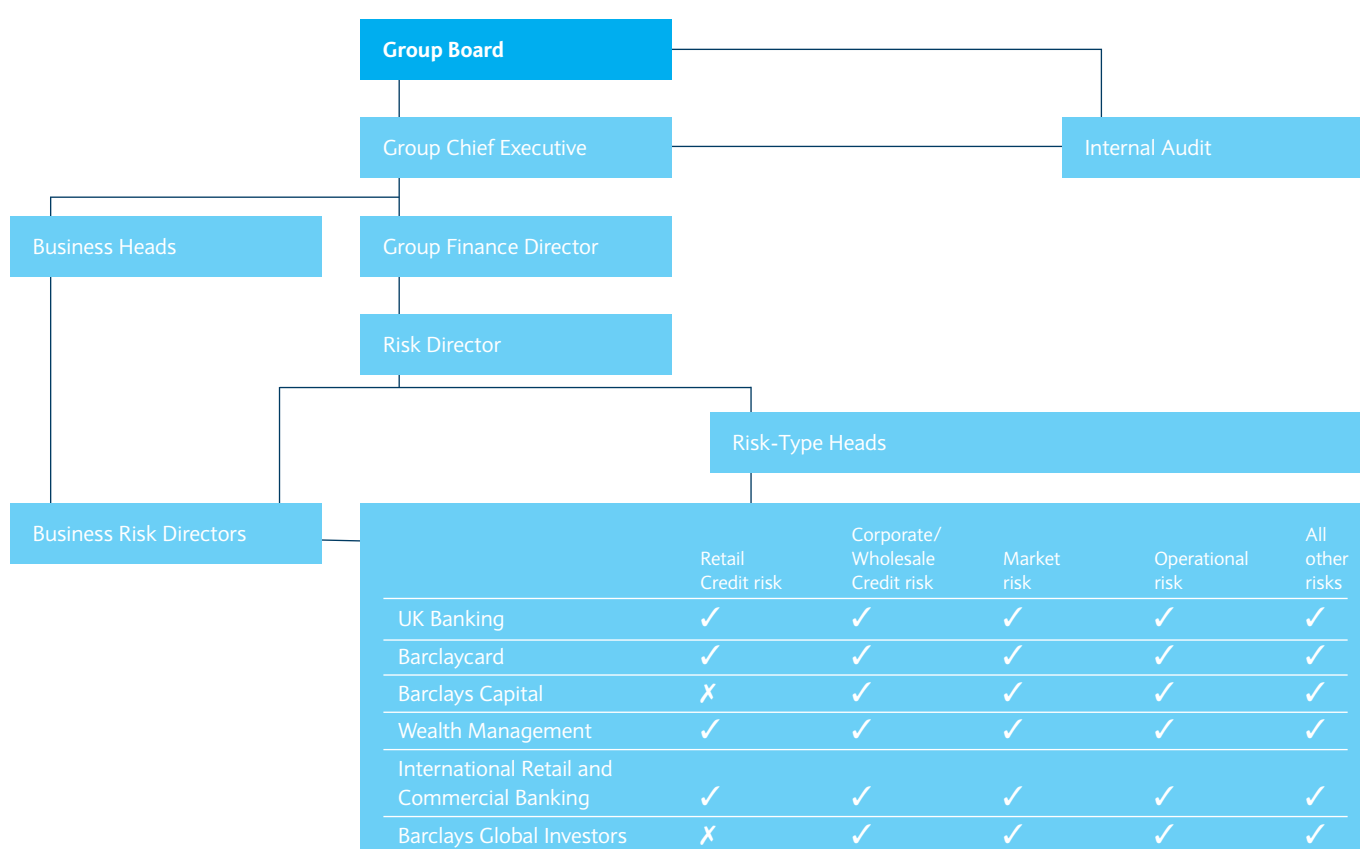 Group Board
Group Chief Executive
Internal Audit
Business Heads
Group Finance Director
Risk Director
Risk-Type Heads
Business Risk Directors
Retail
Credit risk
Corporate/
Wholesale
Credit risk
Market
risk
Operational
risk
All
other
risks
UK Banking ✓ ✓ ✓ ✓ ✓
Barclaycard ✓ ✓ ✓ ✓ ✓
Barclays Capital ✗ ✓ ✓ ✓ ✓
Wealth Management ✓ ✓ ✓ ✓ ✓
International Retail and
Commercial Banking ✓ ✓ ✓ ✓ ✓
Barclays Global Investors ✗ ✓ ✓ ✓ ✓